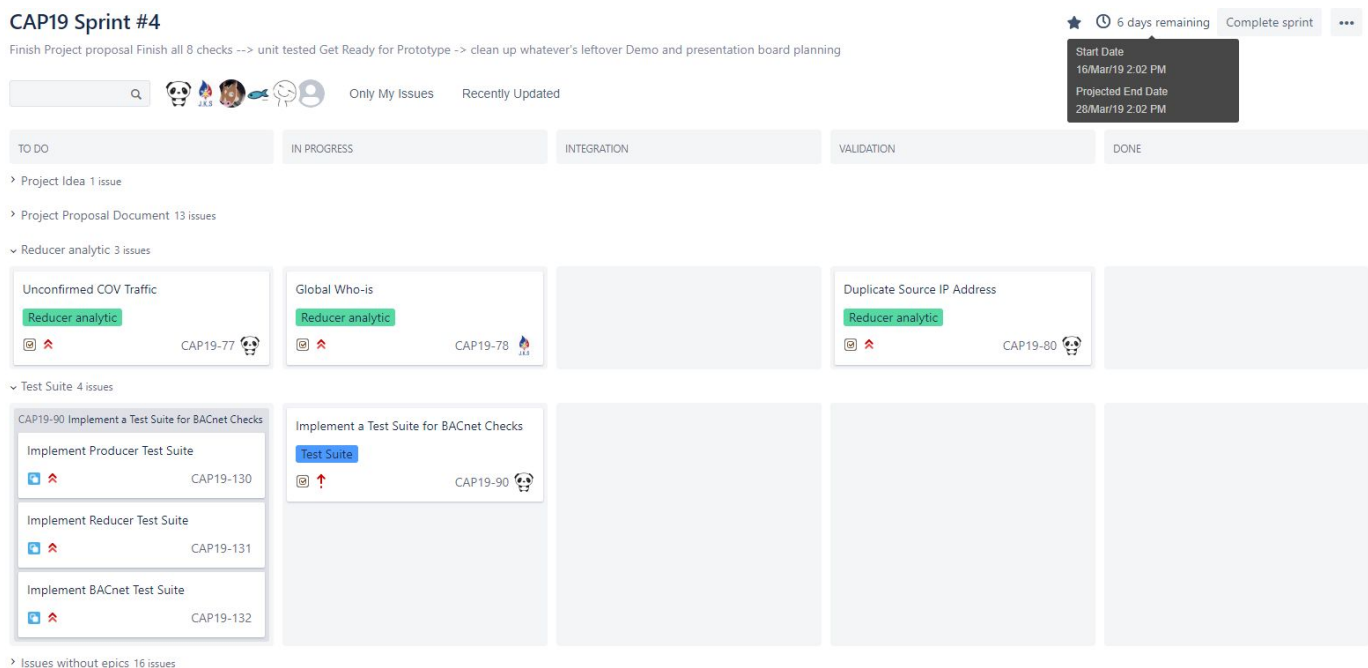 CAP19 Sprint #4
6 days remaining
Complete sprint
Finish Project proposal Finish all 8 checks --> unit tested Get Ready for Prototype -> clean up whatever's leftover Demo and presentation board planning
Start Date
16/Mar/19 2:02 PM
Projected End Date
28/Mar/19 2:02 PM
J.K.S
Only My Issues
Recently Updated
TO DO
IN PROGRESS
INTEGRATION
VALIDATION
DONE
Project Idea 1 issue
Project Proposal Document 13 issues
Reducer analytic 3 issues
Unconfirmed COV Traffic
Reducer analytic
CAP19-77
Global Who-is
Reducer analytic
CAP19-78
J.K.S
Duplicate Source IP Address
Reducer analytic
CAP19-80
Test Suite 4 issues
CAP19-90 Implement a Test Suite for BACnet Checks
Implement Producer Test Suite
CAP19-130
Implement Reducer Test Suite
CAP19-131
Implement BACnet Test Suite
CAP19-132
Implement a Test Suite for BACnet Checks
Test Suite
CAP19-90
Issues without epics 16 issues